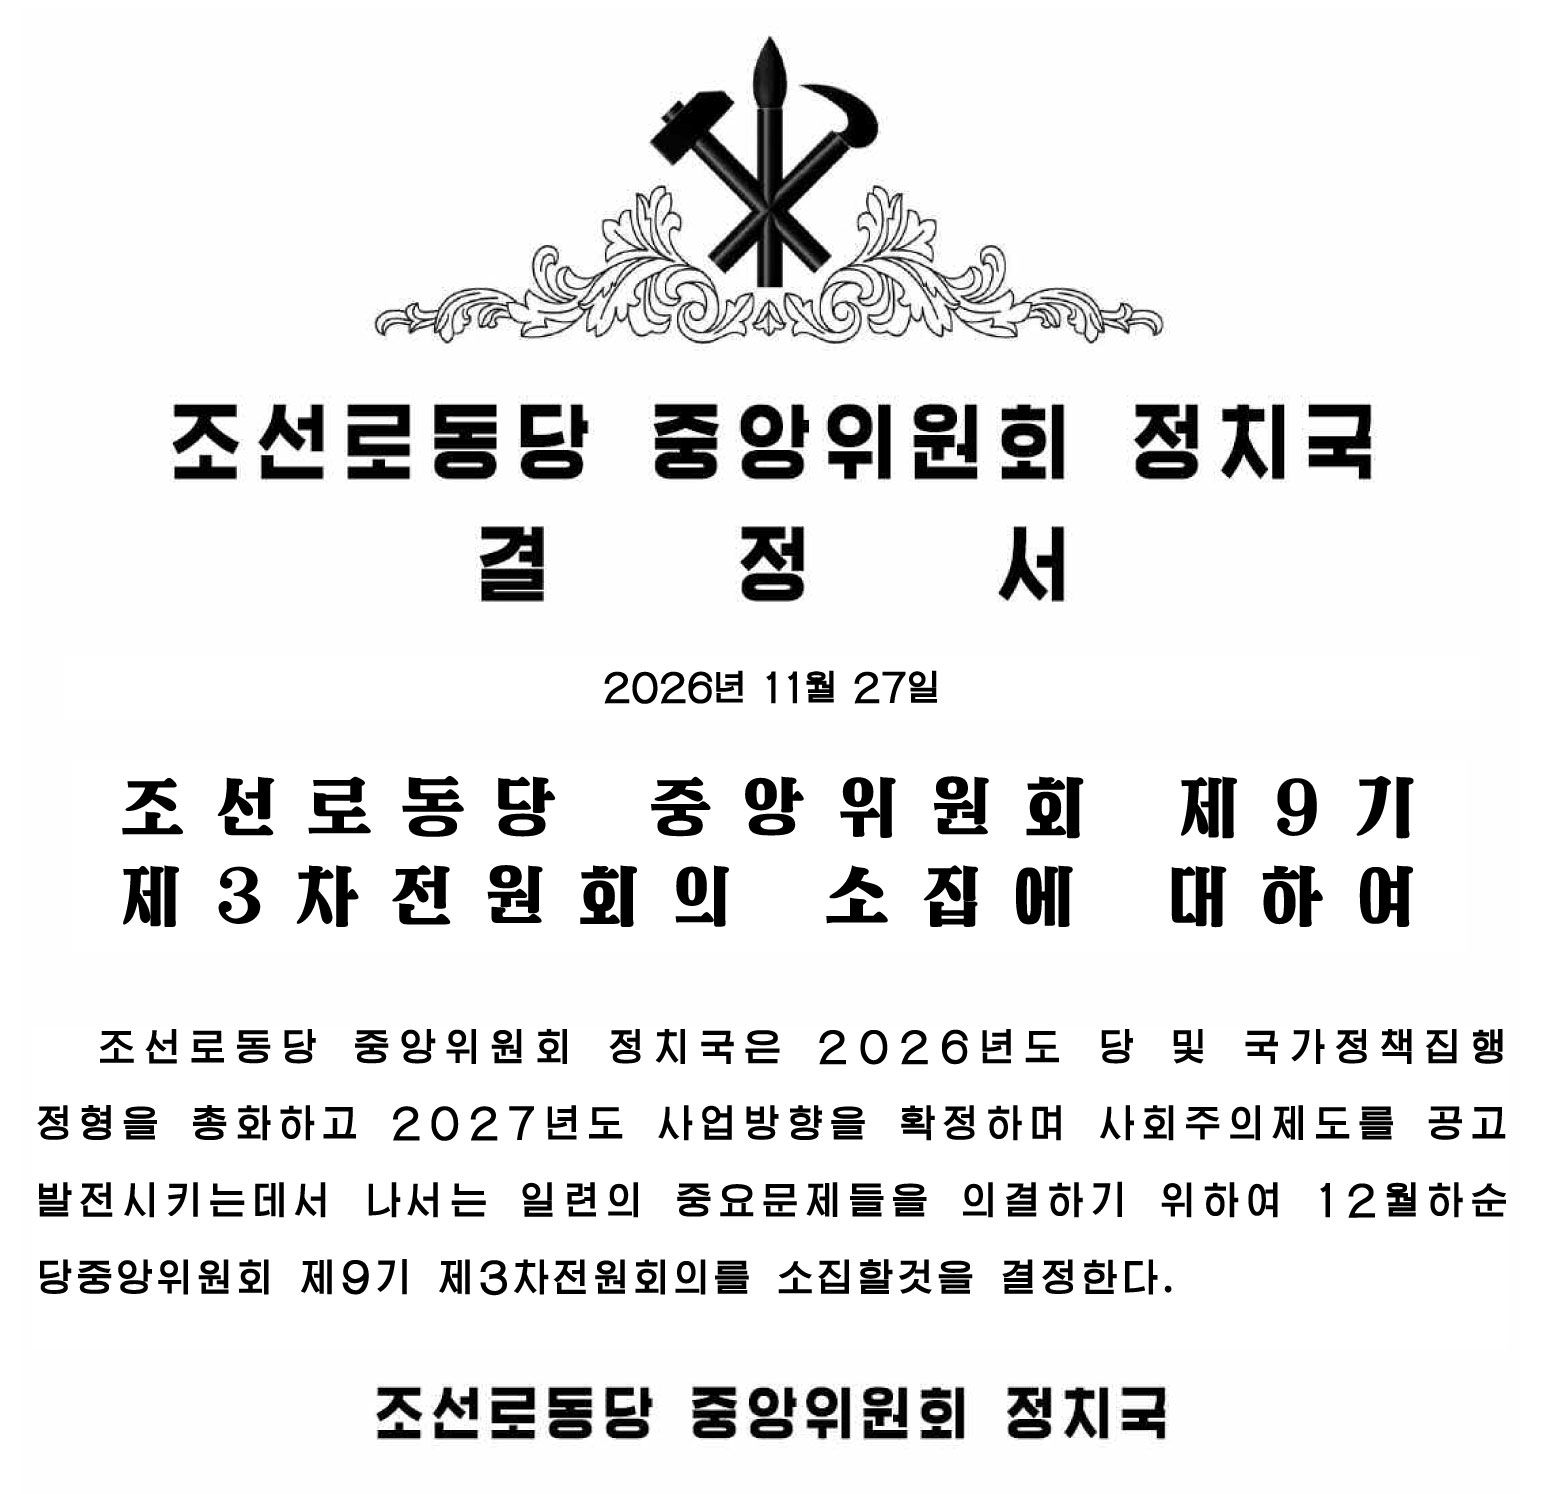 조선로동당 중앙위원회 정치국
결정서
2026년 11월 27일
조선로동당 중앙위원회 제9기
제3차전원회의 소집에 대하여
조선로동당 중앙위원회 정치국은 2026년도 당 및 국가정책집행
정형을 총화하고 2027년도 사업방향을 확정하며 사회주의제도를 공고
발전시키는데서 나서는 일련의 중요문제들을 의결하기 위하여 12월하순
당중앙위원회 제9기 제3차전원회의를 소집할것을 결정한다.
조선로동당 중앙위원회 정치국